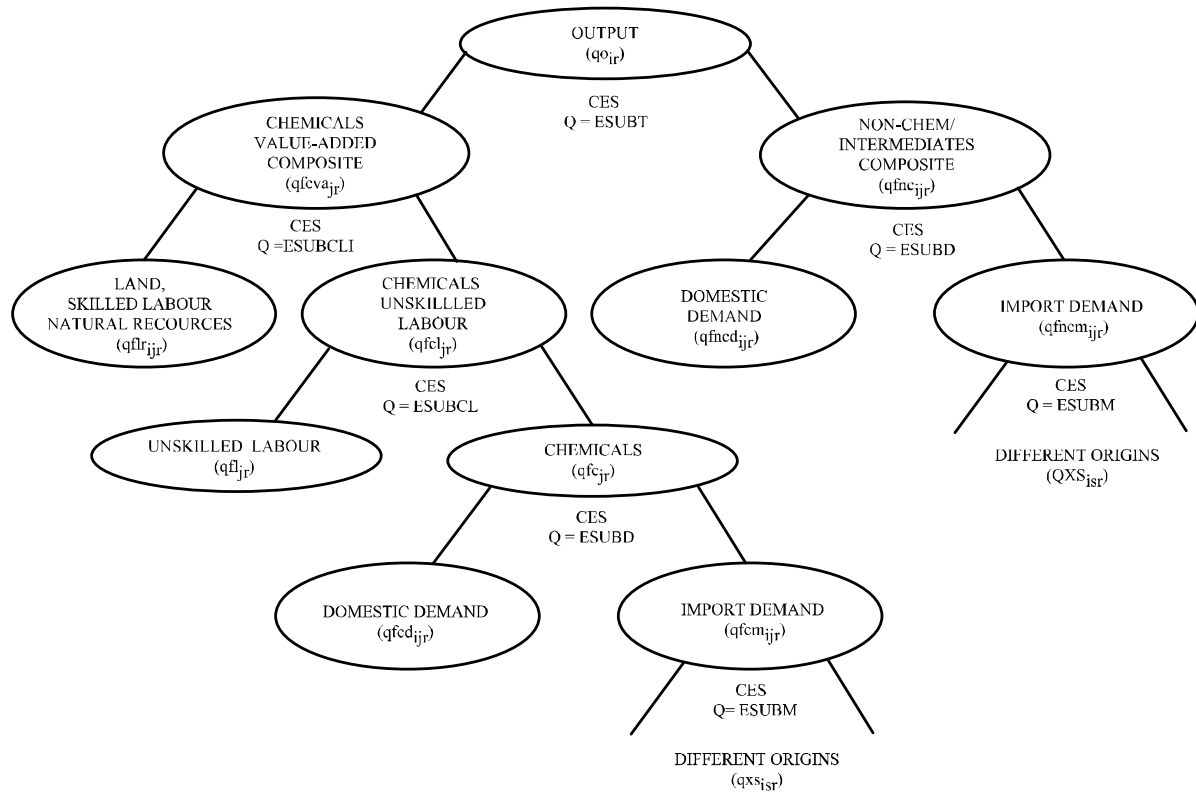 OUTPUT
(qo_ir)
CES
Q = ESUBT
CHEMICALS
VALUE-ADDED
COMPOSITE
(qfcva_jr)
NON-CHEM/
INTERMEDIATES
COMPOSITE
(qfnc_ijr)
CES
Q =ESUBCLI
CES
Q = ESUBD
LAND,
SKILLED LABOUR
NATURAL RECOURCES
(qflr_ijr)
CHEMICALS
UNSKILLLED
LABOUR
(qfcl_jr)
DOMESTIC
DEMAND
(qfncd_ijr)
IMPORT DEMAND
(qfncm_ijr)
CES
Q = ESUBCL
CES
Q = ESUBM
UNSKILLED LABOUR
(qfl_jr)
CHEMICALS
(qfc_jr)
DIFFERENT ORIGINS
(QXS_isr)
CES
Q = ESUBD
DOMESTIC DEMAND
(qfcd_ijr)
IMPORT DEMAND
(qfcm_ijr)
CES
Q= ESUBM
DIFFERENT ORIGINS
(qxs_isr)